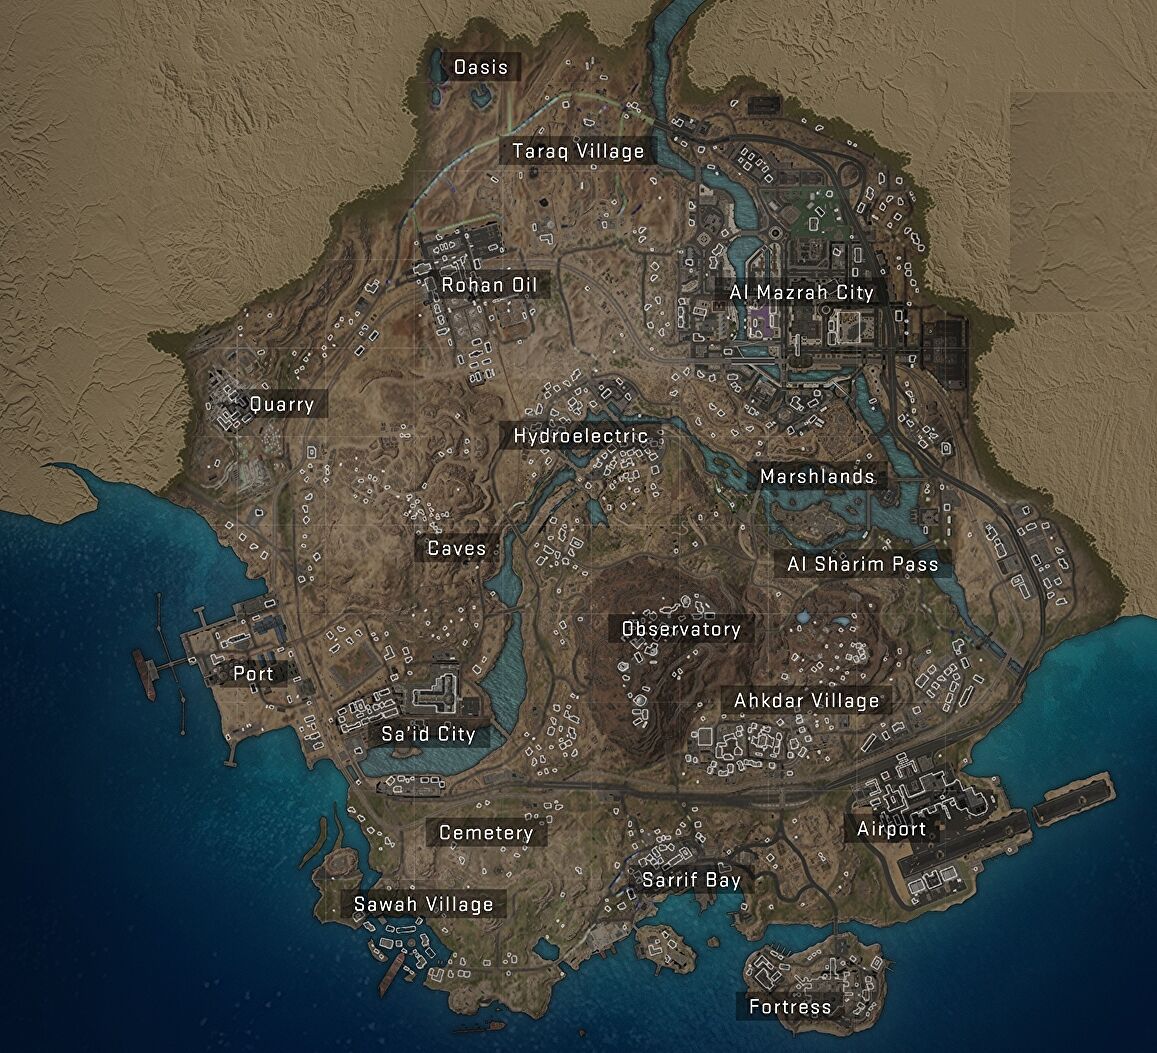 Oasis
Taraq Village
Rohan Oil
Al Mazrah City
Quarry
Hydroelectric
Marshlands
Caves
Al Sharim Pass
Observatory
Port
Ahkdar Village
Sa'id City
Cemetery
Airport
Sarrif Bay
Sawah Village
Fortress